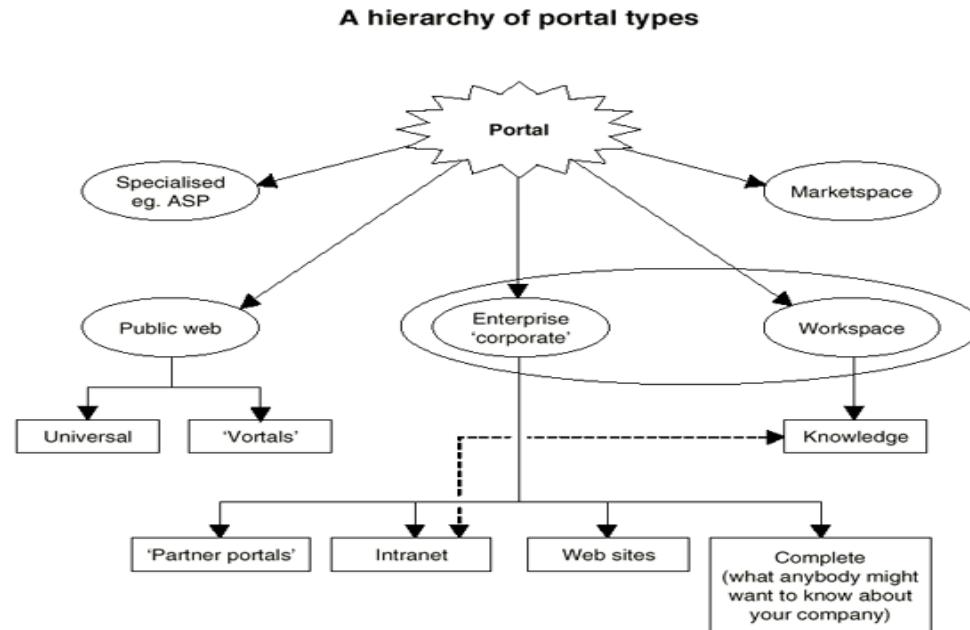 A hierarchy of portal types
Portal
Specialised
eg. ASP
Marketspace
Public web
Enterprise
‘corporate’
Workspace
Universal
‘Vortals’
Knowledge
‘Partner portals’
Intranet
Web sites
Complete
(what anybody might
want to know about
your company)